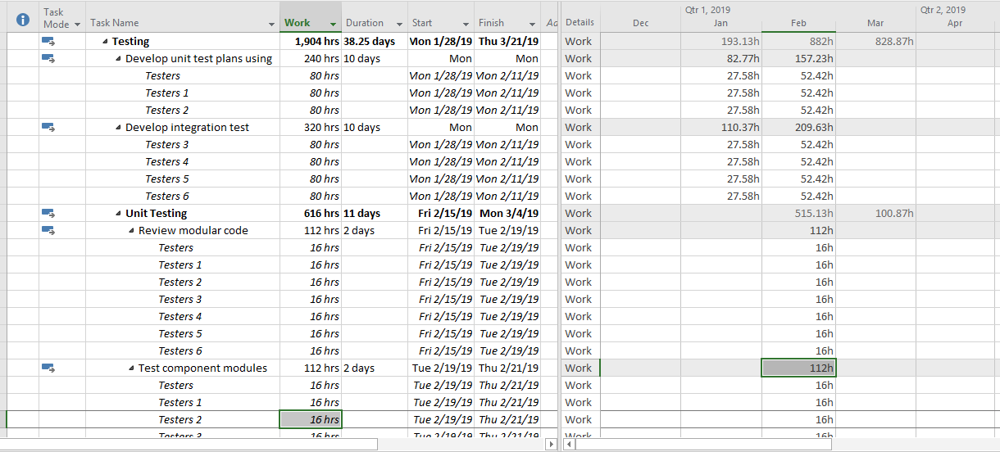 Qtr 1, 2019 Qtr 2, 2019
i Task Mode Task Name Work Duration Start Finish Ad Details Dec Jan Feb Mar Apr
Testing 1,904 hrs 38.25 days Mon 1/28/19 Thu 3/21/19 Work 193.13h 882h 828.87h
Develop unit test plans using 240 hrs 10 days Mon Mon Work 82.77h 157.23h
Testers 80 hrs Mon 1/28/19 Mon 2/11/19 Work 27.58h 52.42h
Testers 1 80 hrs Mon 1/28/19 Mon 2/11/19 Work 27.58h 52.42h
Testers 2 80 hrs Mon 1/28/19 Mon 2/11/19 Work 27.58h 52.42h
Develop integration test 320 hrs 10 days Mon Mon Work 110.37h 209.63h
Testers 3 80 hrs Mon 1/28/19 Mon 2/11/19 Work 27.58h 52.42h
Testers 4 80 hrs Mon 1/28/19 Mon 2/11/19 Work 27.58h 52.42h
Testers 5 80 hrs Mon 1/28/19 Mon 2/11/19 Work 27.58h 52.42h
Testers 6 80 hrs Mon 1/28/19 Mon 2/11/19 Work 27.58h 52.42h
Unit Testing 616 hrs 11 days Fri 2/15/19 Mon 3/4/19 Work 515.13h 100.87h
Review modular code 112 hrs 2 days Fri 2/15/19 Tue 2/19/19 Work 112h
Testers 16 hrs Fri 2/15/19 Tue 2/19/19 Work 16h
Testers 1 16 hrs Fri 2/15/19 Tue 2/19/19 Work 16h
Testers 2 16 hrs Fri 2/15/19 Tue 2/19/19 Work 16h
Testers 3 16 hrs Fri 2/15/19 Tue 2/19/19 Work 16h
Testers 4 16 hrs Fri 2/15/19 Tue 2/19/19 Work 16h
Testers 5 16 hrs Fri 2/15/19 Tue 2/19/19 Work 16h
Testers 6 16 hrs Fri 2/15/19 Tue 2/19/19 Work 16h
Test component modules 112 hrs 2 days Tue 2/19/19 Thu 2/21/19 Work 112h
Testers 16 hrs Tue 2/19/19 Thu 2/21/19 Work 16h
Testers 1 16 hrs Tue 2/19/19 Thu 2/21/19 Work 16h
Testers 2 16 hrs Tue 2/19/19 Thu 2/21/19 Work 16h
Testers 3 16 hrs Tue 2/19/19 Thu 2/21/19 Work 16h